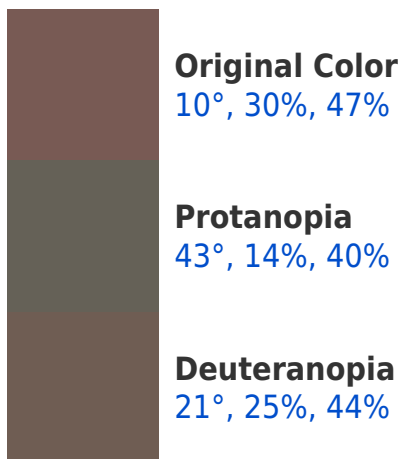 Original Color
10°, 30%, 47%
Protanopia
43°, 14%, 40%
Deuteranopia
21°, 25%, 44%